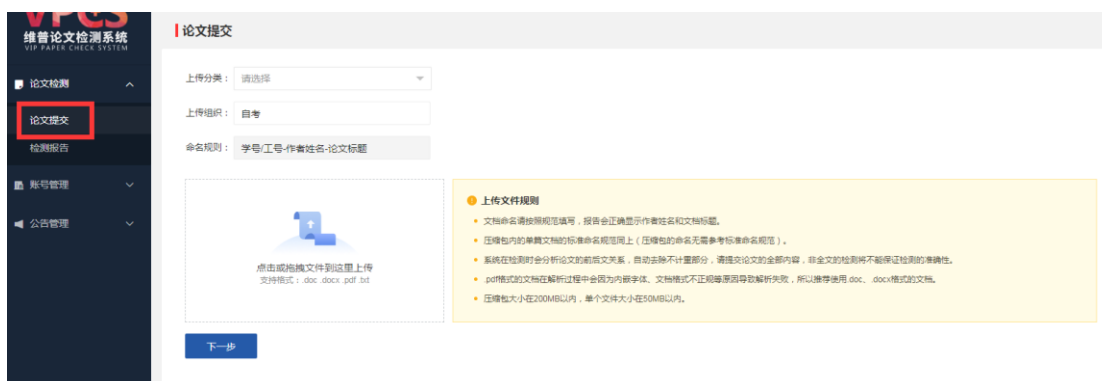 VPCS
维普论文检测系统
VIP PAPER CHECK SYSTEM
论文检测
论文提交
检测报告
账号管理
公告管理
论文提交
上传分类： 请选择
上传组织： 自考
命名规则： 学号/工号-作者姓名-论文标题
点击或拖拽文件到这里上传
支持格式：.doc .docx .pdf .txt
上传文件规则
文档命名请按照规范填写，报告会正确显示作者姓名和文档标题。
压缩包内的单篇文档的标准命名规范同上（压缩包的命名无需参考标准命名规范）。
系统在检测时会分析论文的前后文关系，自动去除不计重部分，请提交论文的全部内容，非全文的检测将不能保证检测的准确性。
.pdf格式的文档在解析过程中会因为内嵌字体、文档格式不正规等原因导致解析失败，所以推荐使用.doc、.docx格式的文档。
压缩包大小在200MB以内，单个文件大小在50MB以内。
下一步